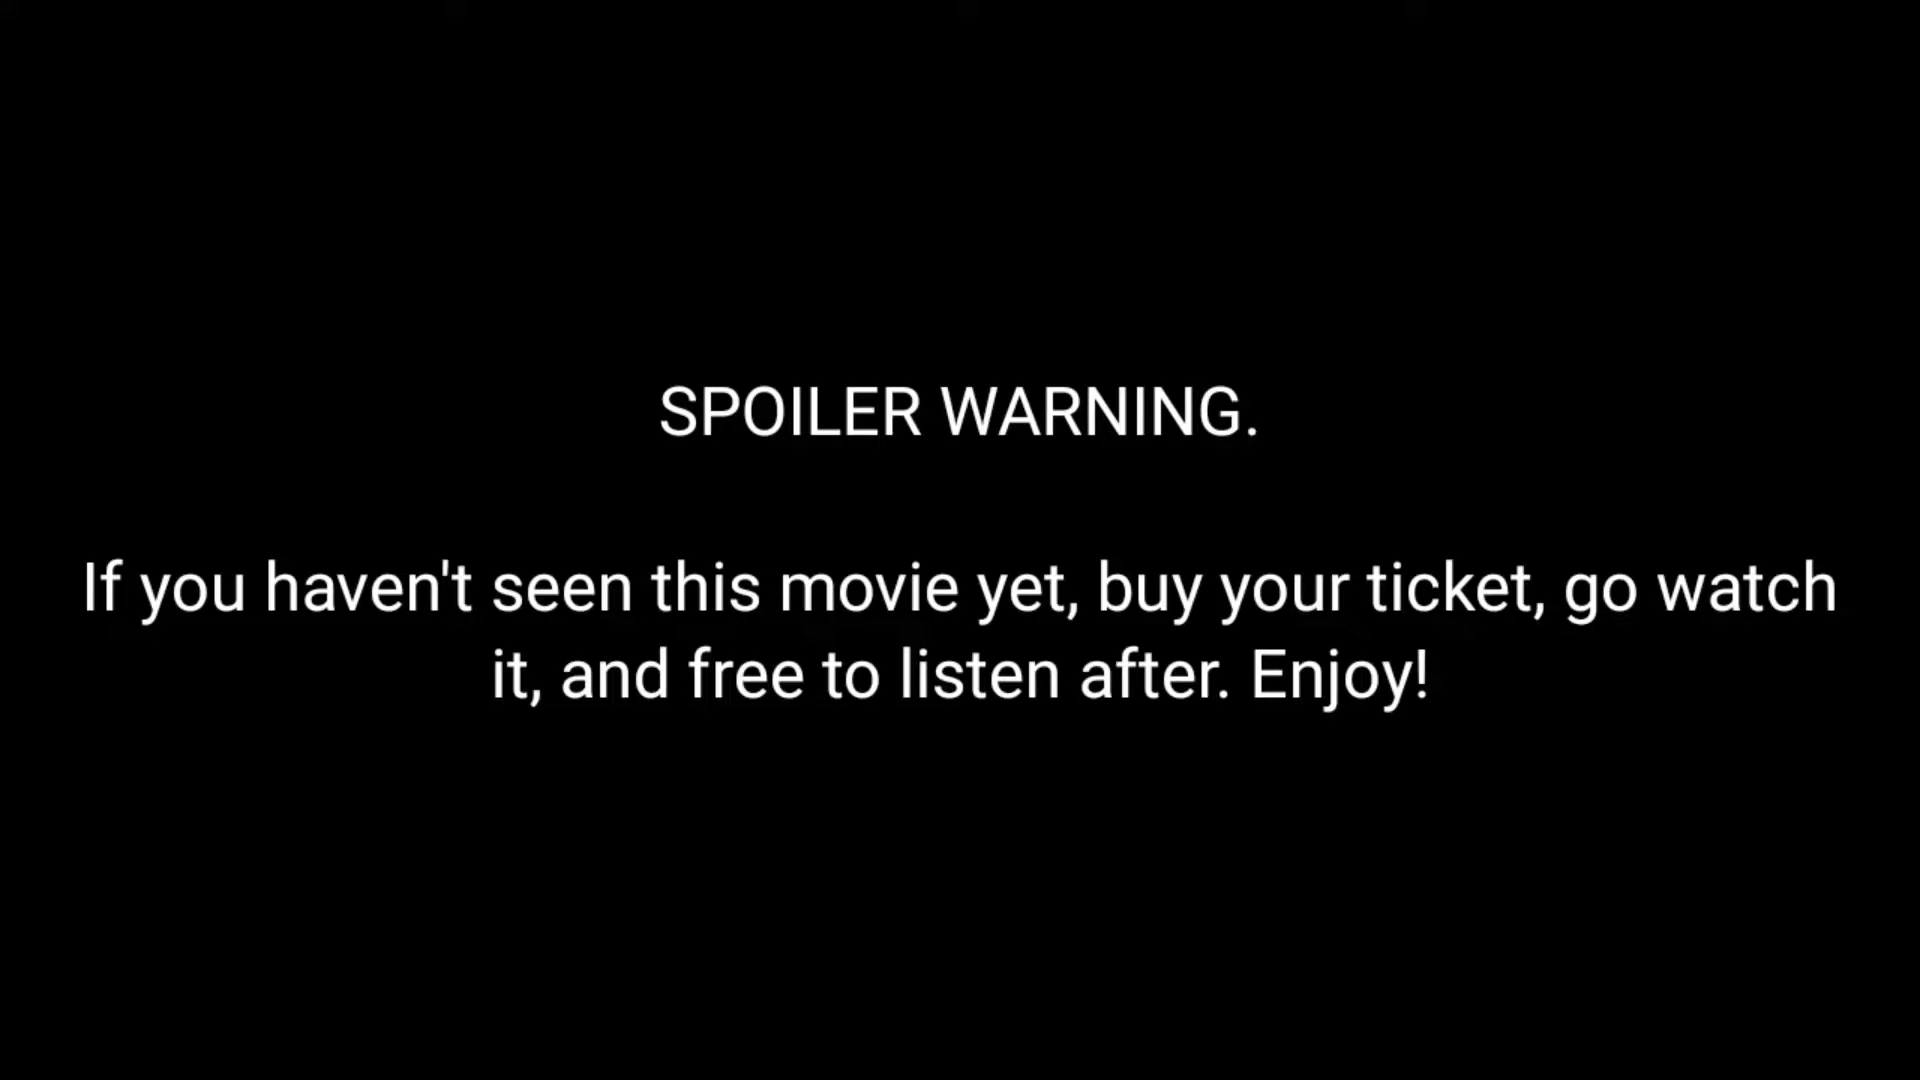 SPOILER WARNING.
If you haven't seen this movie yet, buy your ticket, go watch
it, and free to listen after. Enjoy!